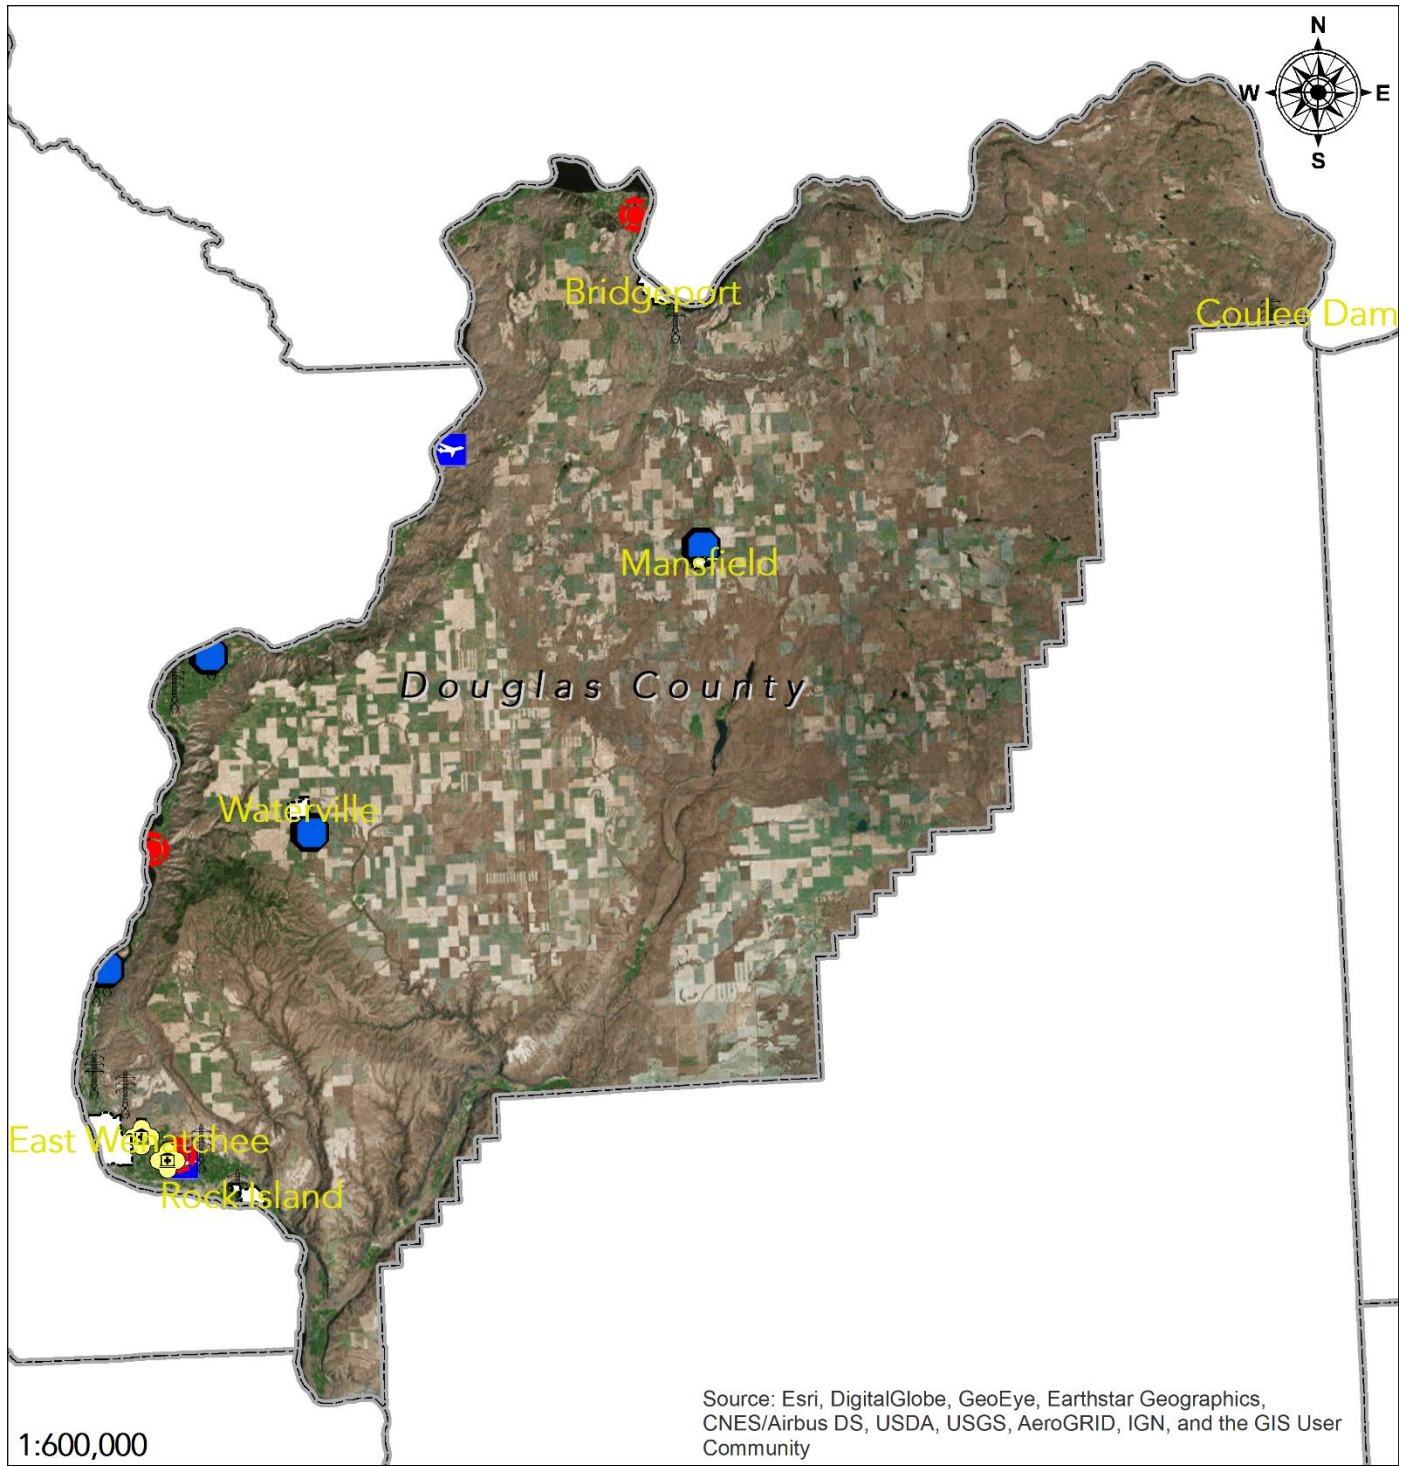 N
W E
S
Bridgeport
Coulee Dam
Mansfield
Douglas County
Waterville
East Wenatchee
Rock Island
Source: Esri, DigitalGlobe, GeoEye, Earthstar Geographics,
CNES/Airbus DS, USDA, USGS, AeroGRID, IGN, and the GIS User
Community
1:600,000